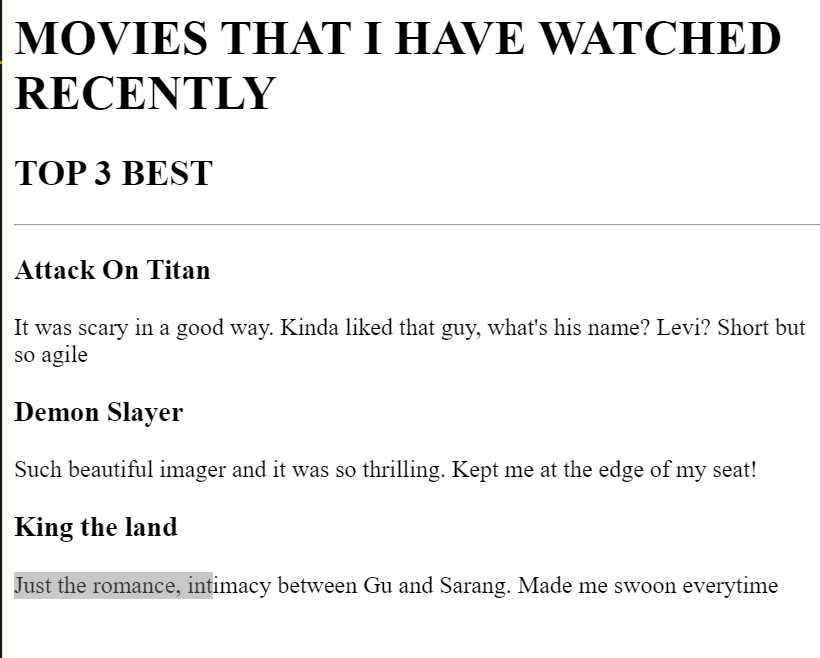 MOVIES THAT I HAVE WATCHED
RECENTLY
TOP 3 BEST
Attack On Titan
It was scary in a good way. Kinda liked that guy, what's his name? Levi? Short but
so agile
Demon Slayer
Such beautiful imager and it was so thrilling. Kept me at the edge of my seat!
King the land
Just the romance, intimacy between Gu and Sarang. Made me swoon everytime